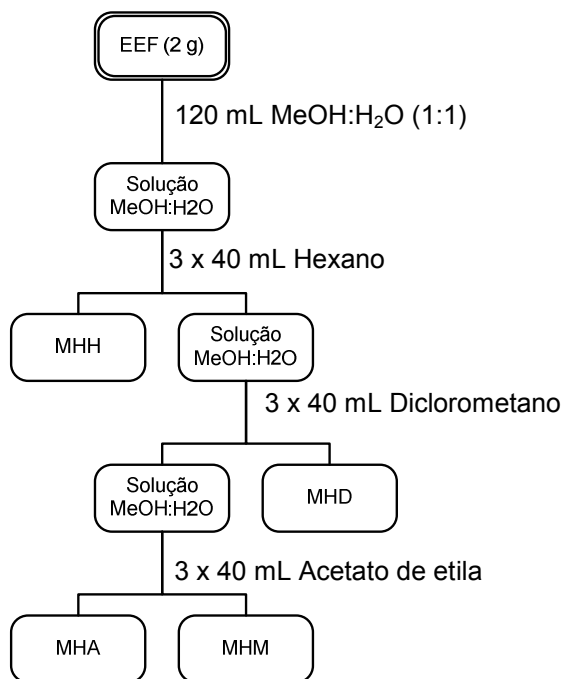 EEF (2 g)
120 mL MeOH:H₂O (1:1)
Solução
MeOH:H2O
3 x 40 mL Hexano
MHH
Solução
MeOH:H2O
3 x 40 mL Diclorometano
Solução
MeOH:H2O
MHD
3 x 40 mL Acetato de etila
MHA
MHM